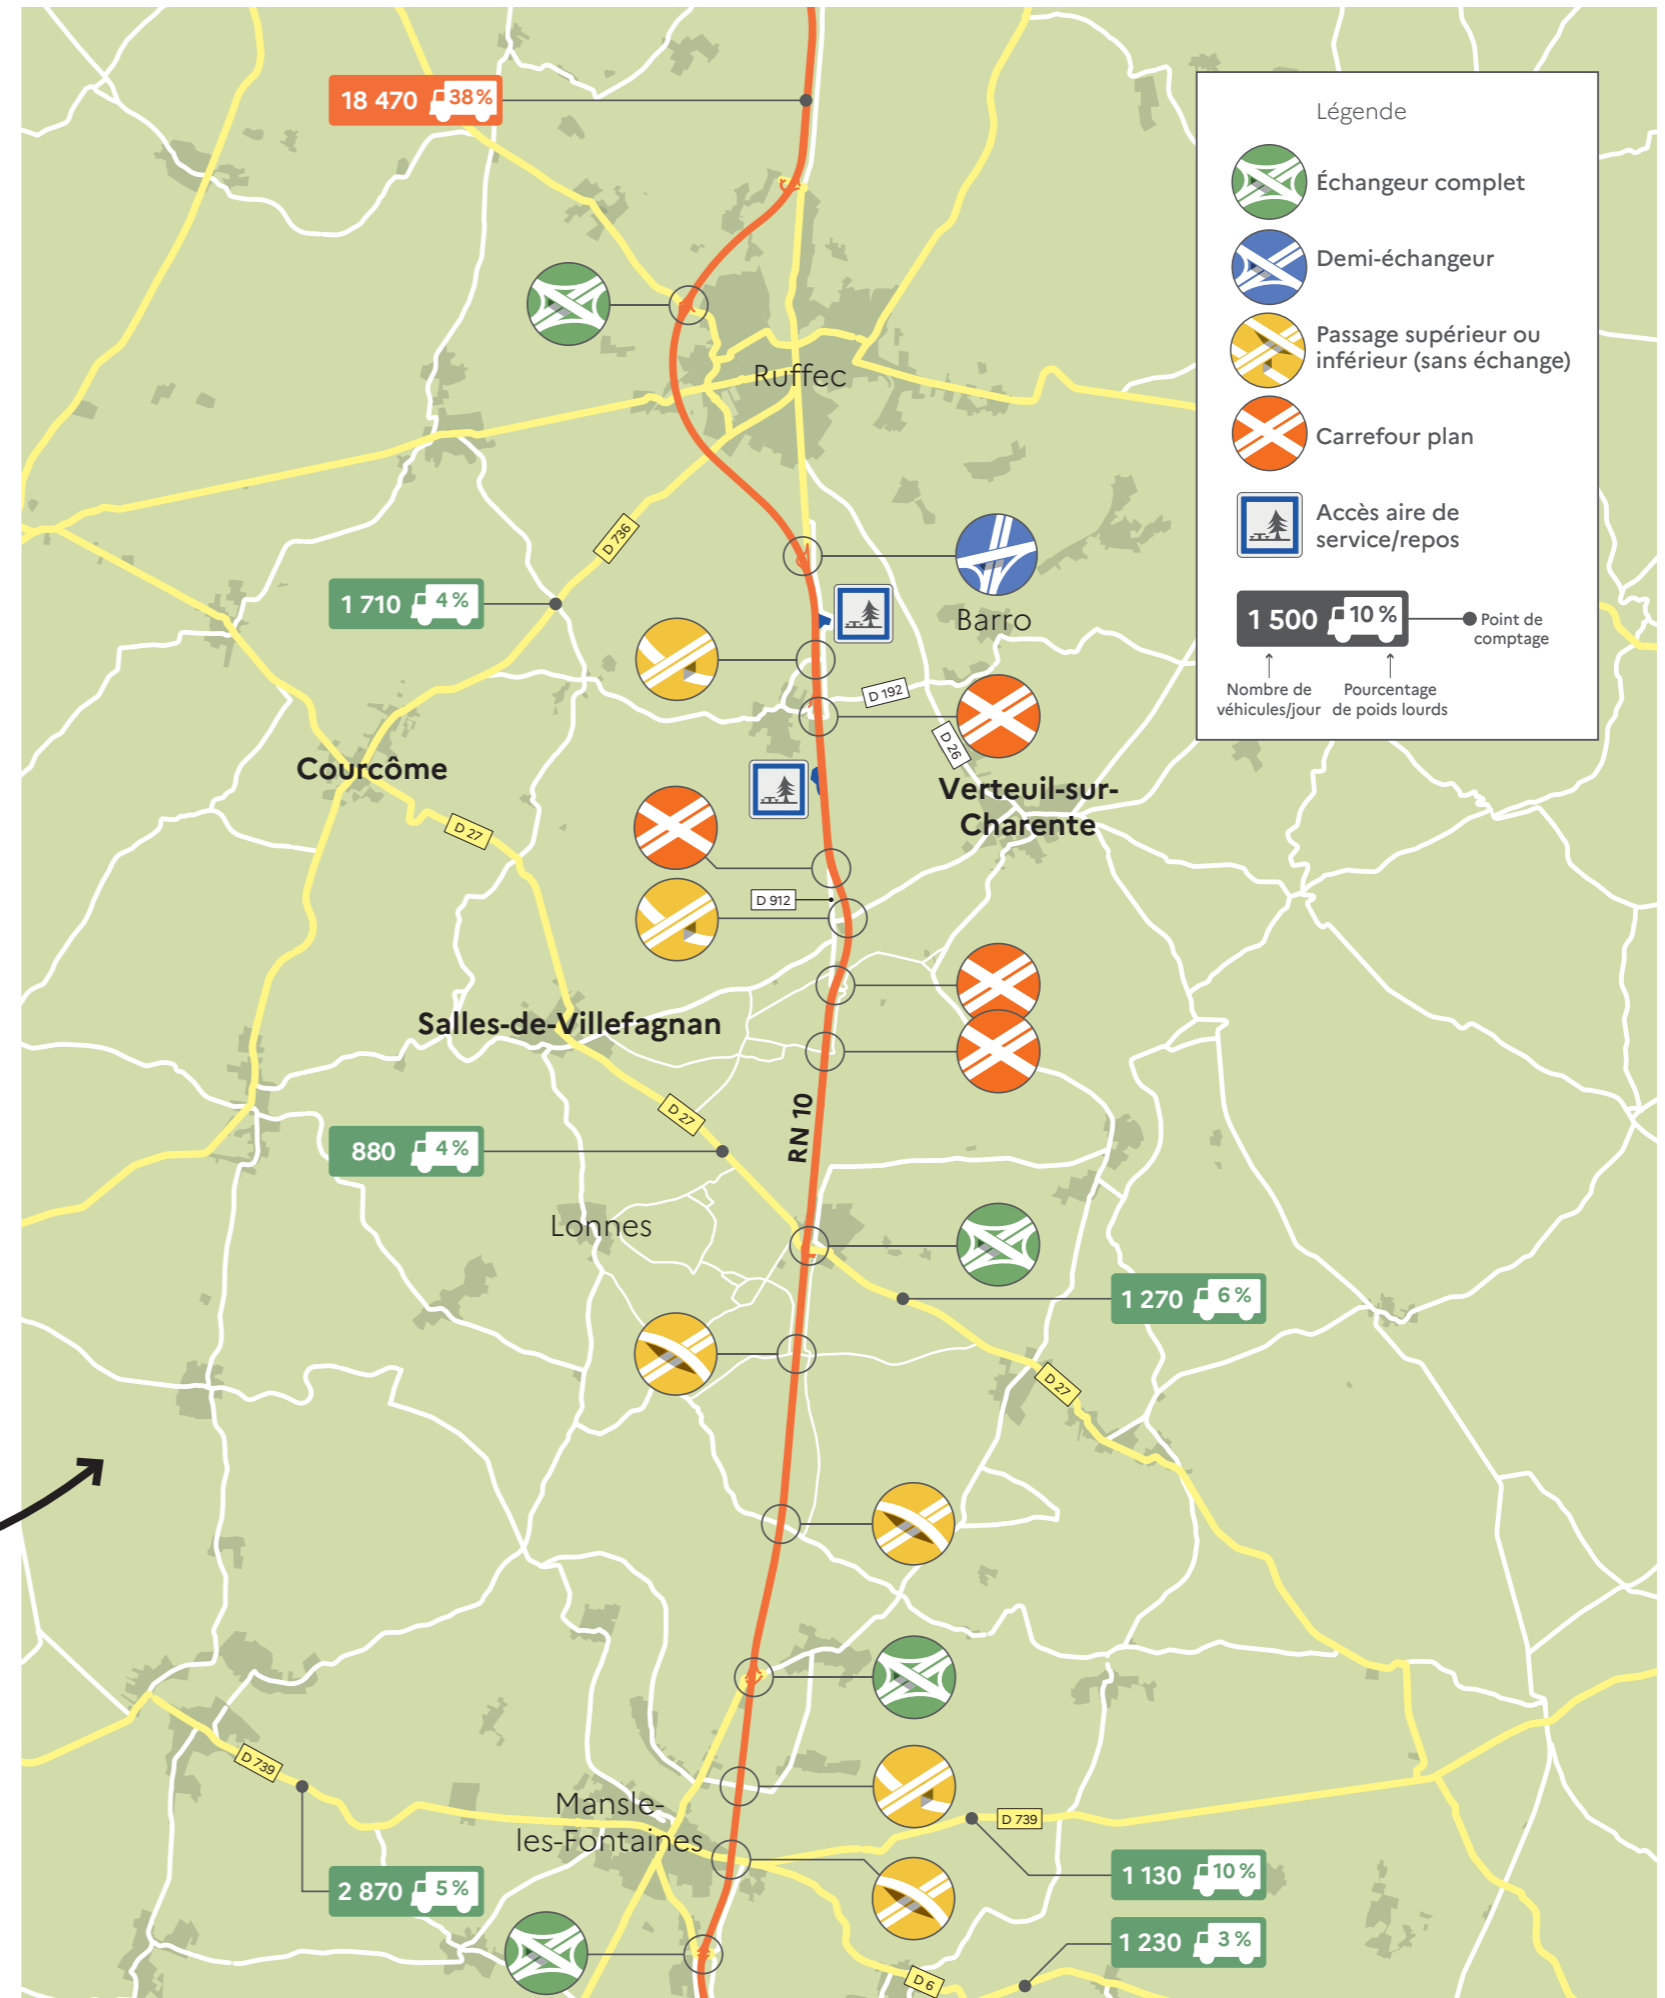 18 470 38%
Légende
Échangeur complet
Demi-échangeur
Passage supérieur ou
inférieur (sans échange)
Carrefour plan
Accès aire de
service/repos
1 500 10 %
Point de
comptage
Nombre de
véhicules/jour
Pourcentage
de poids lourds
Ruffec
D 736
1 710 4 %
Barro
D 192
D 26
Courcôme
Verteuil-sur-
Charente
D 27
D 912
Salles-de-Villefagnan
D 27
RN 10
880 4 %
Lonnes
1 270 6 %
D 27
D 739
Mansle-
les-Fontaines
D 739
2 870 5 %
1 130 10 %
1 230 3 %
D 6